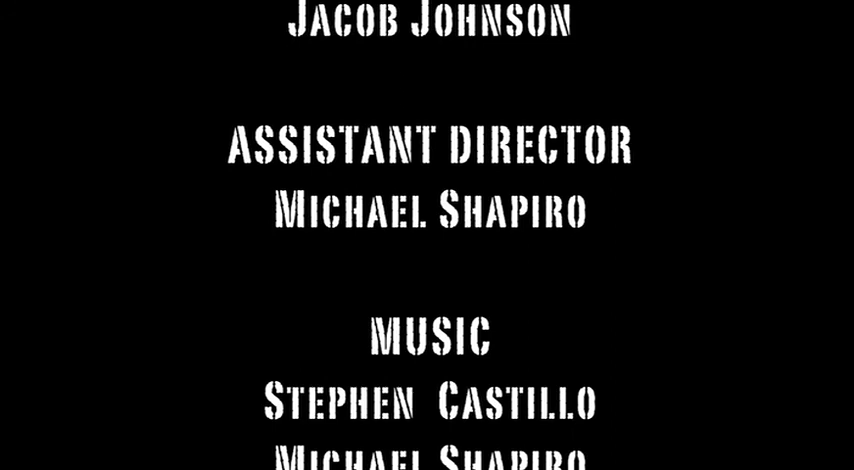 Jacob Johnson
ASSISTANT DIRECTOR
Michael Shapiro
MUSIC
Stephen Castillo
Michael Shapiro